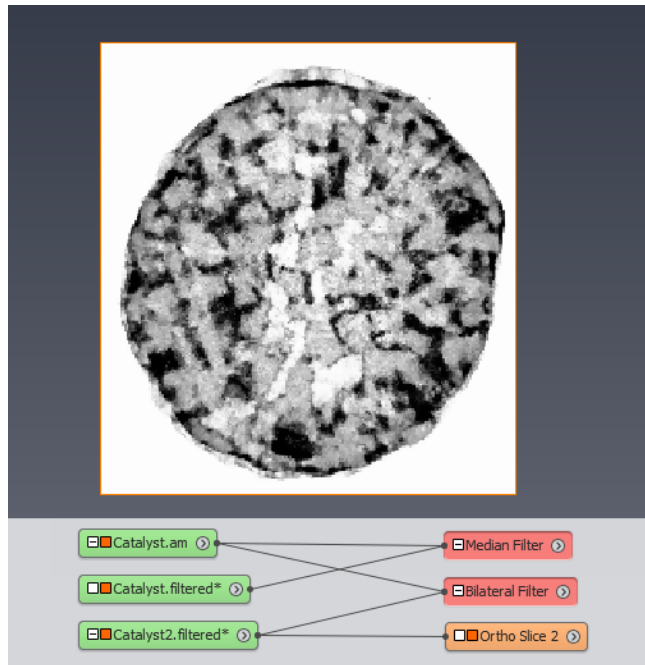 Catalyst.am
Median Filter
Catalyst.filtered*
Bilateral Filter
Catalyst2.filtered*
Ortho Slice 2